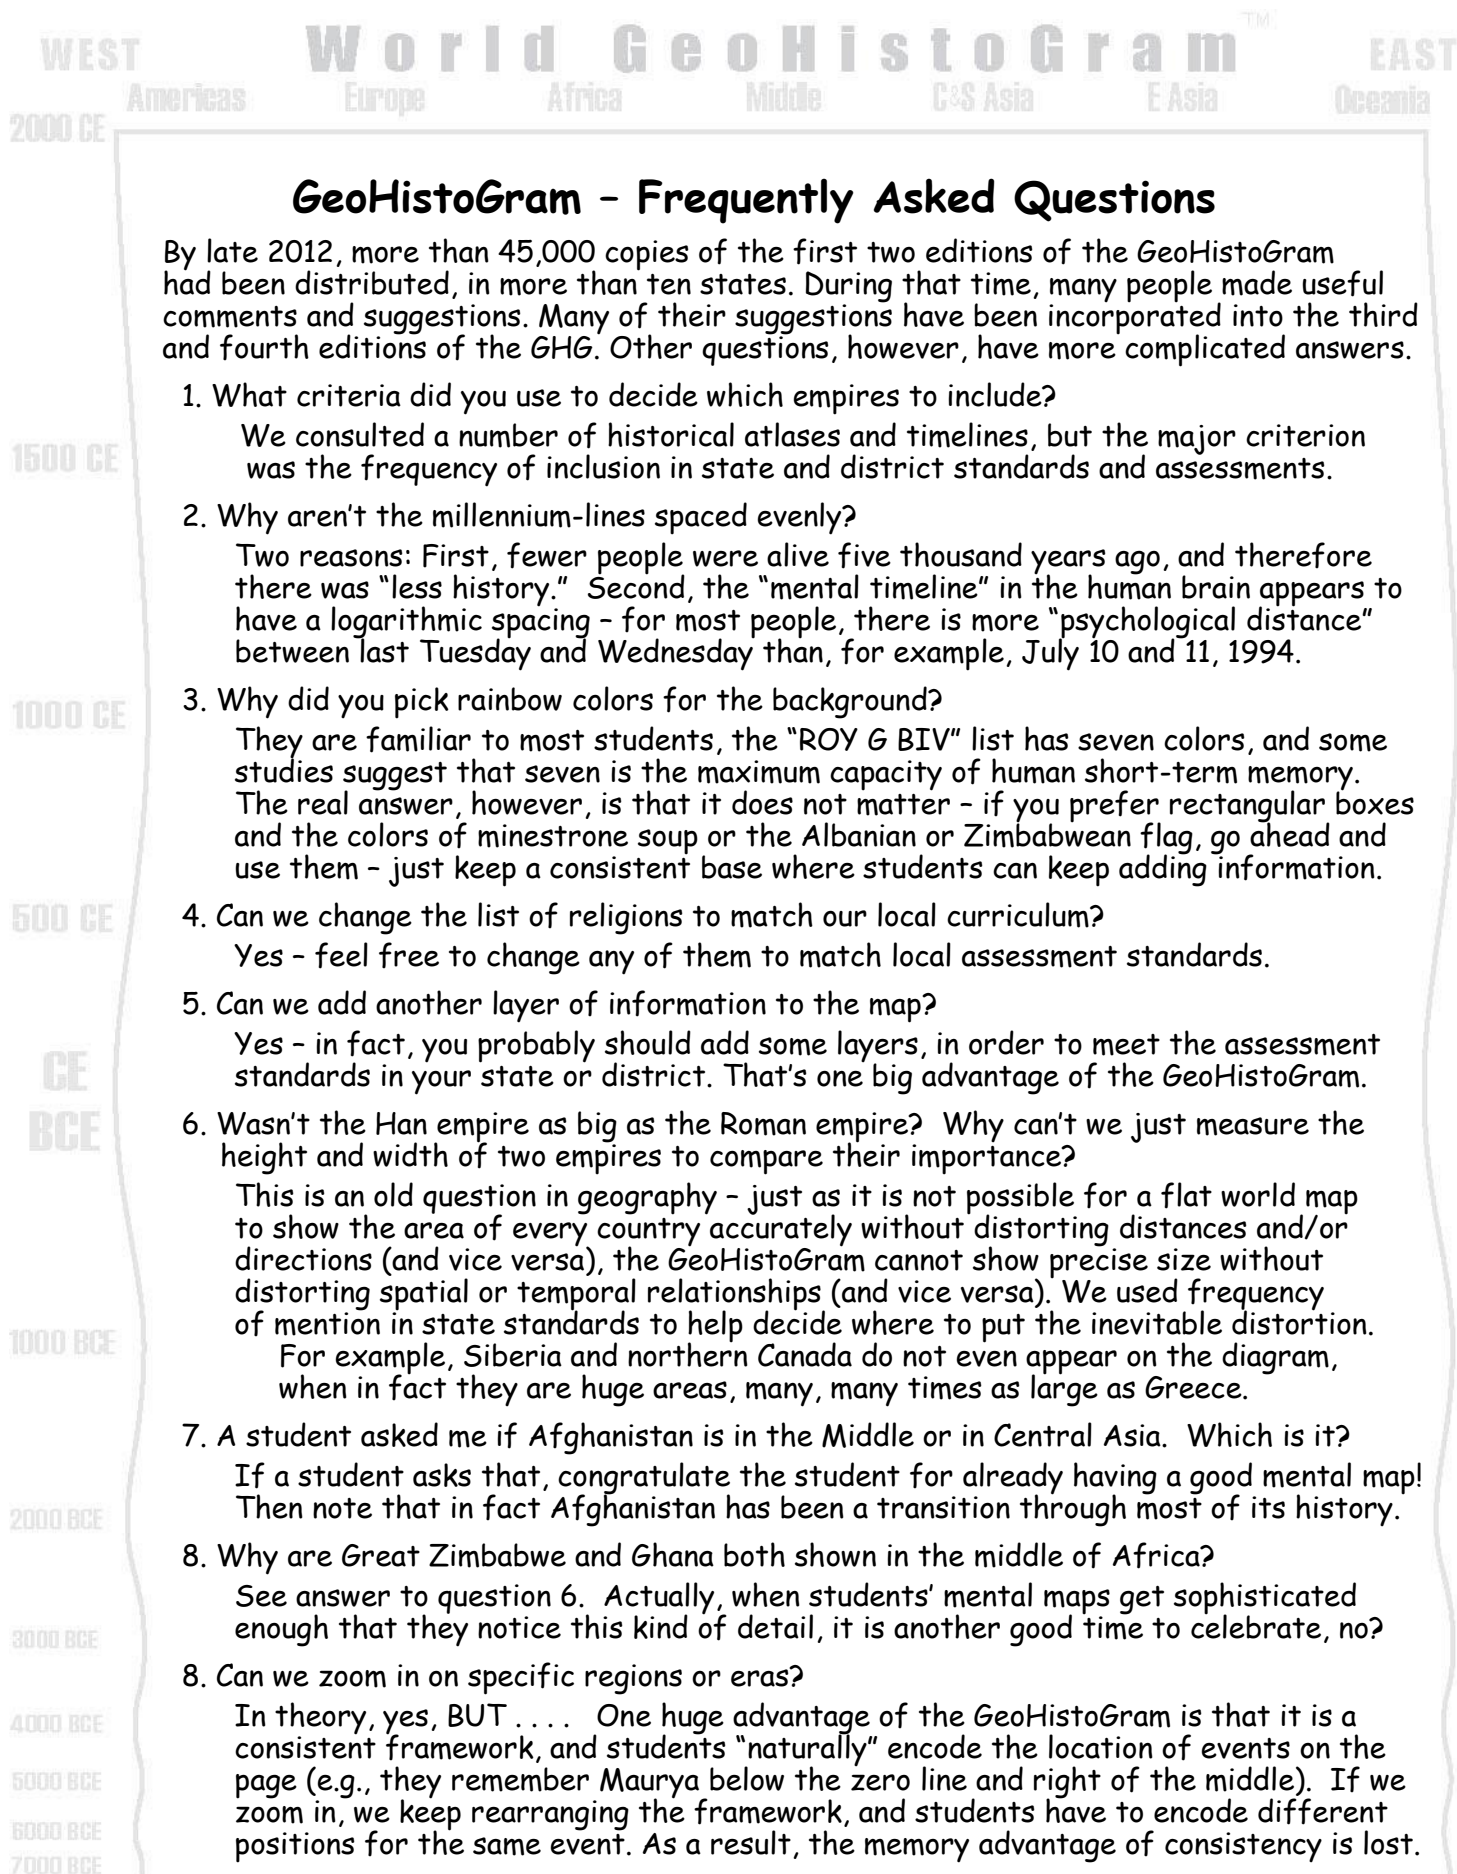 World GeoHistoGram™
WEST
EAST
Americas Europe Africa Middle C&S Asia E Asia Oceania
2000 CE
GeoHistoGram – Frequently Asked Questions
By late 2012, more than 45,000 copies of the first two editions of the GeoHistoGram
had been distributed, in more than ten states. During that time, many people made useful
comments and suggestions. Many of their suggestions have been incorporated into the third
and fourth editions of the GHG. Other questions, however, have more complicated answers.
1. What criteria did you use to decide which empires to include?
We consulted a number of historical atlases and timelines, but the major criterion
was the frequency of inclusion in state and district standards and assessments.
1500 CE
2. Why aren't the millennium-lines spaced evenly?
Two reasons: First, fewer people were alive five thousand years ago, and therefore
there was “less history.” Second, the “mental timeline” in the human brain appears to
have a logarithmic spacing – for most people, there is more “psychological distance”
between last Tuesday and Wednesday than, for example, July 10 and 11, 1994.
3. Why did you pick rainbow colors for the background?
1000 CE
They are familiar to most students, the “ROY G BIV” list has seven colors, and some
studies suggest that seven is the maximum capacity of human short-term memory.
The real answer, however, is that it does not matter – if you prefer rectangular boxes
and the colors of minestrone soup or the Albanian or Zimbabwean flag, go ahead and
use them – just keep a consistent base where students can keep adding information.
500 CE
4. Can we change the list of religions to match our local curriculum?
Yes – feel free to change any of them to match local assessment standards.
5. Can we add another layer of information to the map?
Yes – in fact, you probably should add some layers, in order to meet the assessment
standards in your state or district. That's one big advantage of the GeoHistoGram.
CE
BCE
6. Wasn't the Han empire as big as the Roman empire? Why can't we just measure the
height and width of two empires to compare their importance?
This is an old question in geography – just as it is not possible for a flat world map
to show the area of every country accurately without distorting distances and/or
directions (and vice versa), the GeoHistoGram cannot show precise size without
distorting spatial or temporal relationships (and vice versa). We used frequency
of mention in state standards to help decide where to put the inevitable distortion.
1000 BCE
For example, Siberia and northern Canada do not even appear on the diagram,
when in fact they are huge areas, many, many times as large as Greece.
7. A student asked me if Afghanistan is in the Middle or in Central Asia. Which is it?
If a student asks that, congratulate the student for already having a good mental map!
Then note that in fact Afghanistan has been a transition through most of its history.
2000 BCE
8. Why are Great Zimbabwe and Ghana both shown in the middle of Africa?
See answer to question 6. Actually, when students' mental maps get sophisticated
enough that they notice this kind of detail, it is another good time to celebrate, no?
3000 BCE
8. Can we zoom in on specific regions or eras?
In theory, yes, BUT . . . . One huge advantage of the GeoHistoGram is that it is a
4000 BCE
consistent framework, and students “naturally” encode the location of events on the
page (e.g., they remember Maurya below the zero line and right of the middle). If we
5000 BCE
zoom in, we keep rearranging the framework, and students have to encode different
6000 BCE
positions for the same event. As a result, the memory advantage of consistency is lost.
7000 BCE